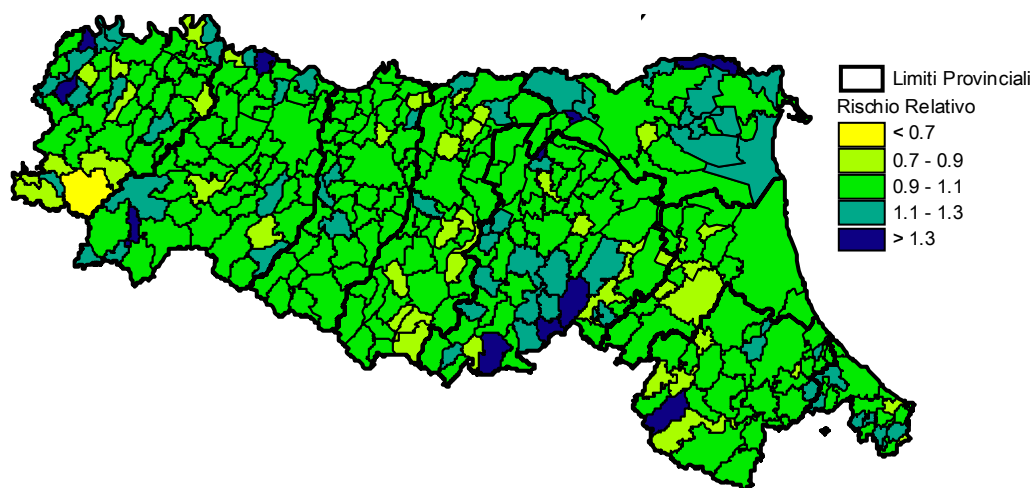 Limiti Provinciali
Rischio Relativo
< 0.7
0.7 - 0.9
0.9 - 1.1
1.1 - 1.3
> 1.3